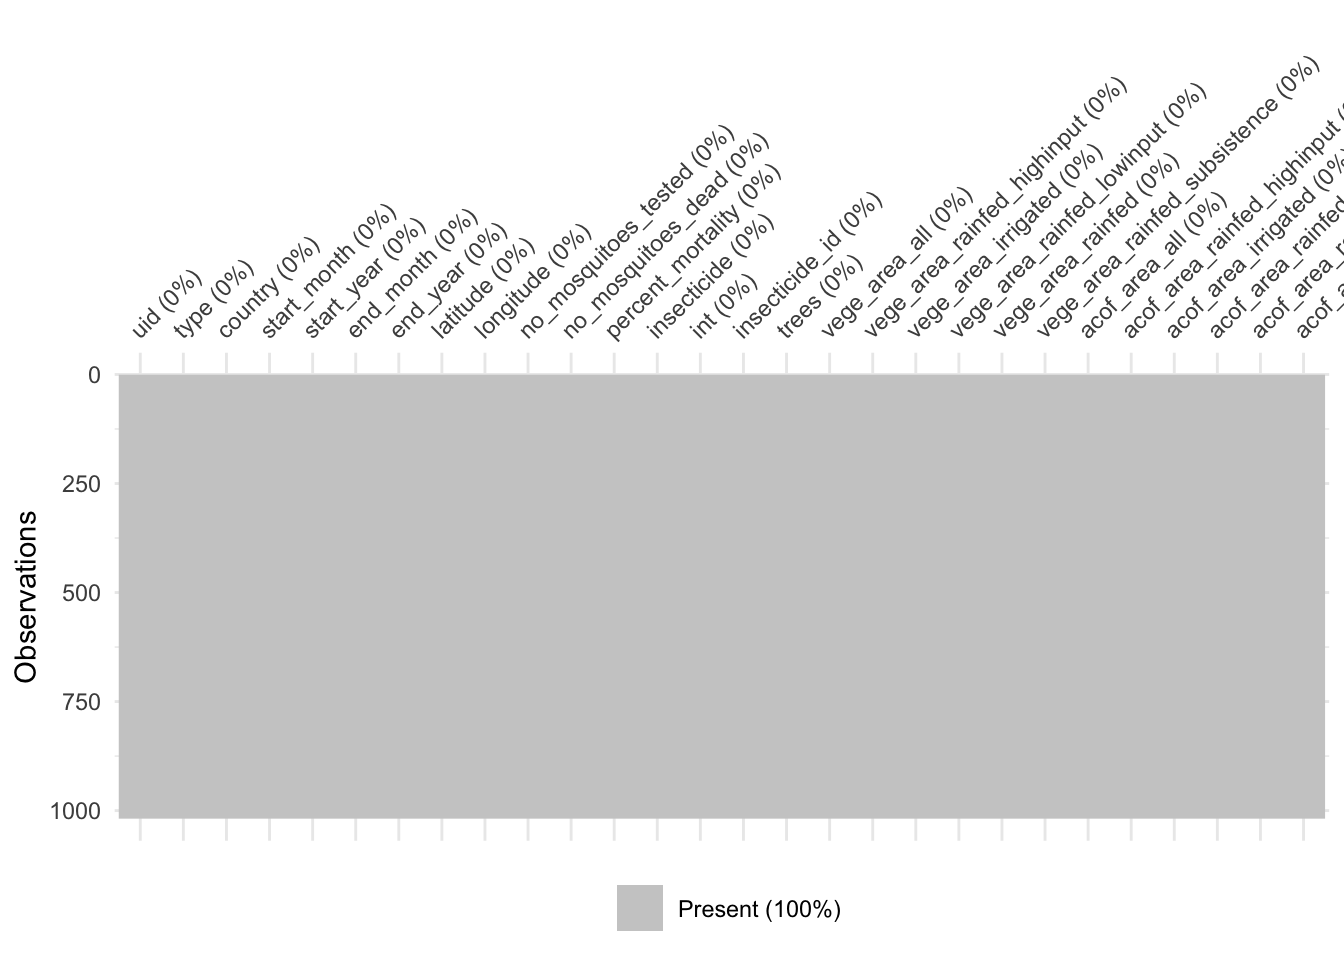 uid (0%)
type (0%)
country (0%)
start_month (0%)
start_year (0%)
end_month (0%)
end_year (0%)
latitude (0%)
longitude (0%)
no_mosquitoes_tested (0%)
no_mosquitoes_dead (0%)
percent_mortality (0%)
insecticide (0%)
int (0%)
insecticide_id (0%)
trees (0%)
vege_area_all (0%)
vege_area_rainfed_highinput (0%)
vege_area_irrigated (0%)
vege_area_rainfed_lowinput (0%)
vege_area_rainfed (0%)
vege_area_rainfed_subsistence (0%)
acof_area_all (0%)
acof_area_rainfed_highinput
acof_area_irrigated (0%)
acof_area_rainfed
acof_area
acof
0
250
500
750
1000
Observations
Present (100%)